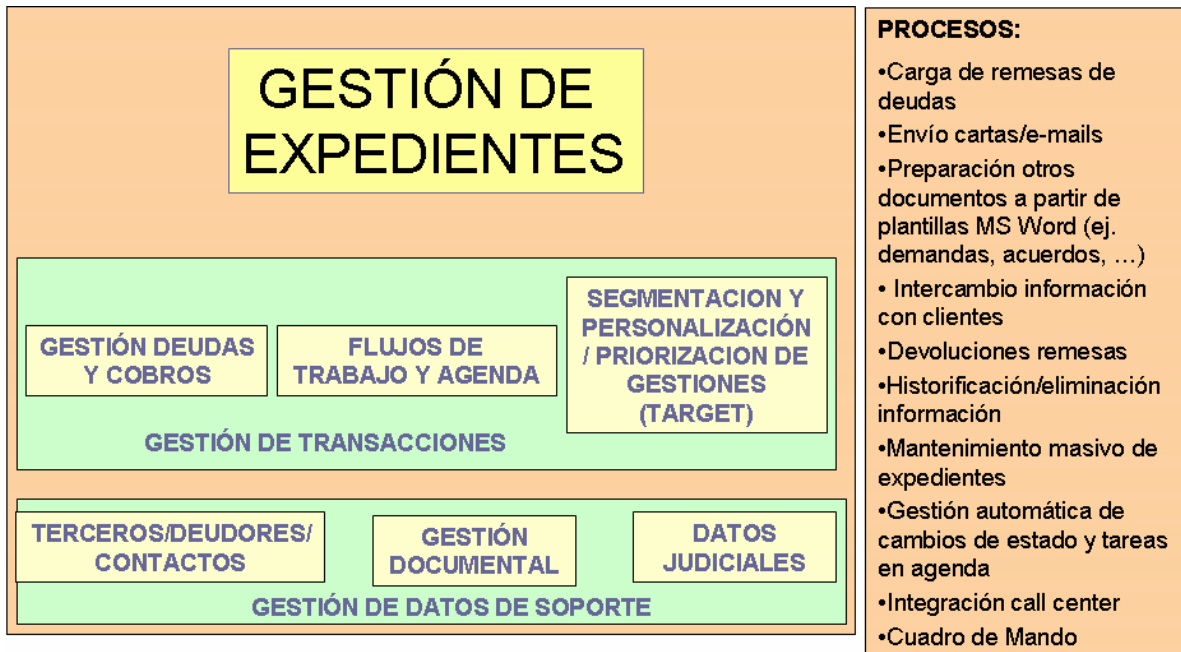 GESTIÓN DE
EXPEDIENTES
GESTIÓN DEUDAS
Y COBROS
FLUJOS DE
TRABAJO Y AGENDA
SEGMENTACION Y
PERSONALIZACIÓN
/ PRIORIZACION DE
GESTIONES
(TARGET)
GESTIÓN DE TRANSACCIONES
TERCEROS/DEUDORES/
CONTACTOS
GESTIÓN
DOCUMENTAL
DATOS
JUDICIALES
GESTIÓN DE DATOS DE SOPORTE
PROCESOS:
•Carga de remesas de
deudas
•Envío cartas/e-mails
•Preparación otros
documentos a partir de
plantillas MS Word (ej.
demandas, acuerdos, …)
• Intercambio información
con clientes
•Devoluciones remesas
•Historificación/eliminación
información
•Mantenimiento masivo de
expedientes
•Gestión automática de
cambios de estado y tareas
en agenda
•Integración call center
•Cuadro de Mando